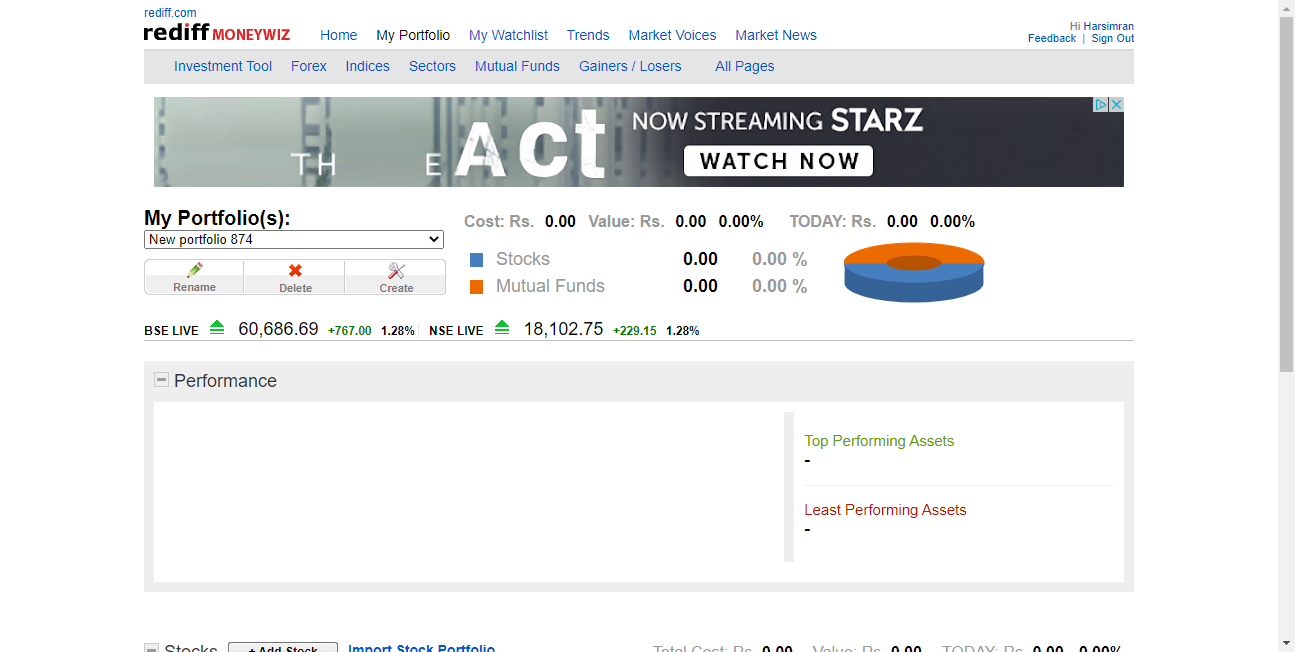 rediff.com
rediff MONEYWIZ
Home My Portfolio My Watchlist Trends Market Voices Market News
Hi Harsimran
Feedback | Sign Out
Investment Tool Forex Indices Sectors Mutual Funds Gainers / Losers All Pages
TH E ACT
NOW STREAMING STARZ
WATCH NOW
My Portfolio(s):
New portfolio 874
Rename Delete Create
Cost: Rs. 0.00 Value: Rs. 0.00 0.00% TODAY: Rs. 0.00 0.00%
Stocks 0.00 0.00 %
Mutual Funds 0.00 0.00 %
BSE LIVE 60,686.69 +767.00 1.28% NSE LIVE 18,102.75 +229.15 1.28%
Performance
Top Performing Assets
-
Least Performing Assets
-
Stocks + Add Stock Import Stock Portfolio Total Cost: Rs. 0.00 Value: Rs. 0.00 TODAY: Rs. 0.00 0.00%